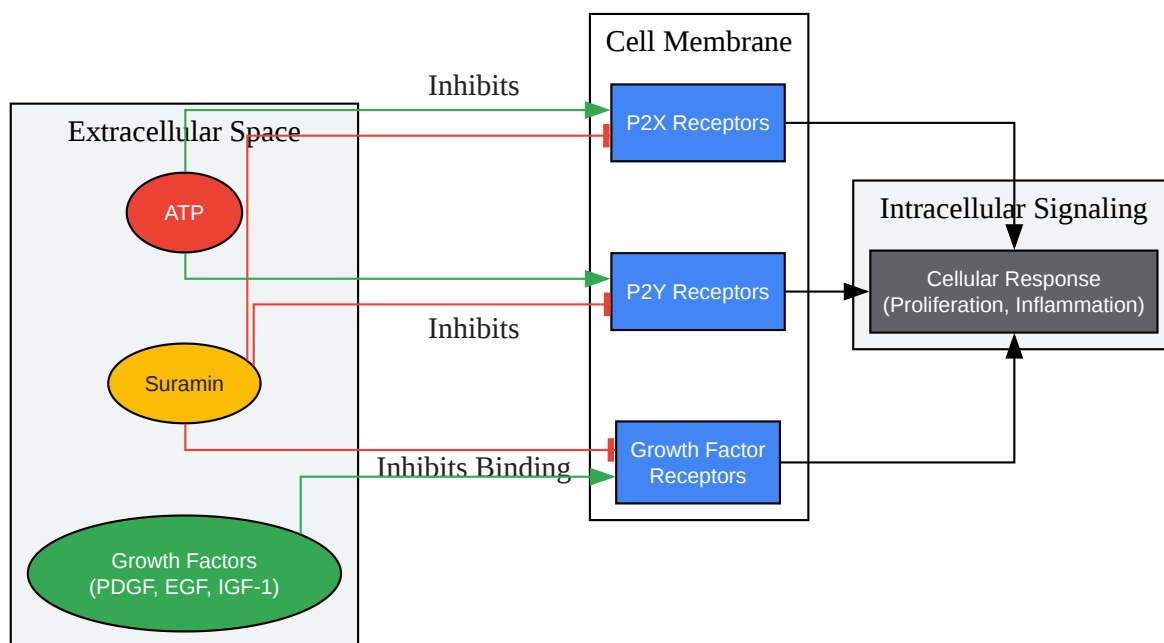 Cell Membrane
Inhibits
P2X Receptors
Extracellular Space
ATP
Intracellular Signaling
P2Y Receptors
Cellular Response
(Proliferation, Inflammation)
Inhibits
Suramin
Growth Factor
Receptors
Inhibits Binding
Growth Factors
(PDGF, EGF, IGF-1)